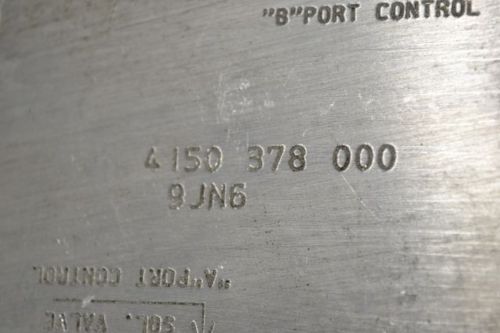 "B"PORT CONTROL
4150 378 000
9JN6
"A"PORT CONTROL
SOL. VALVE